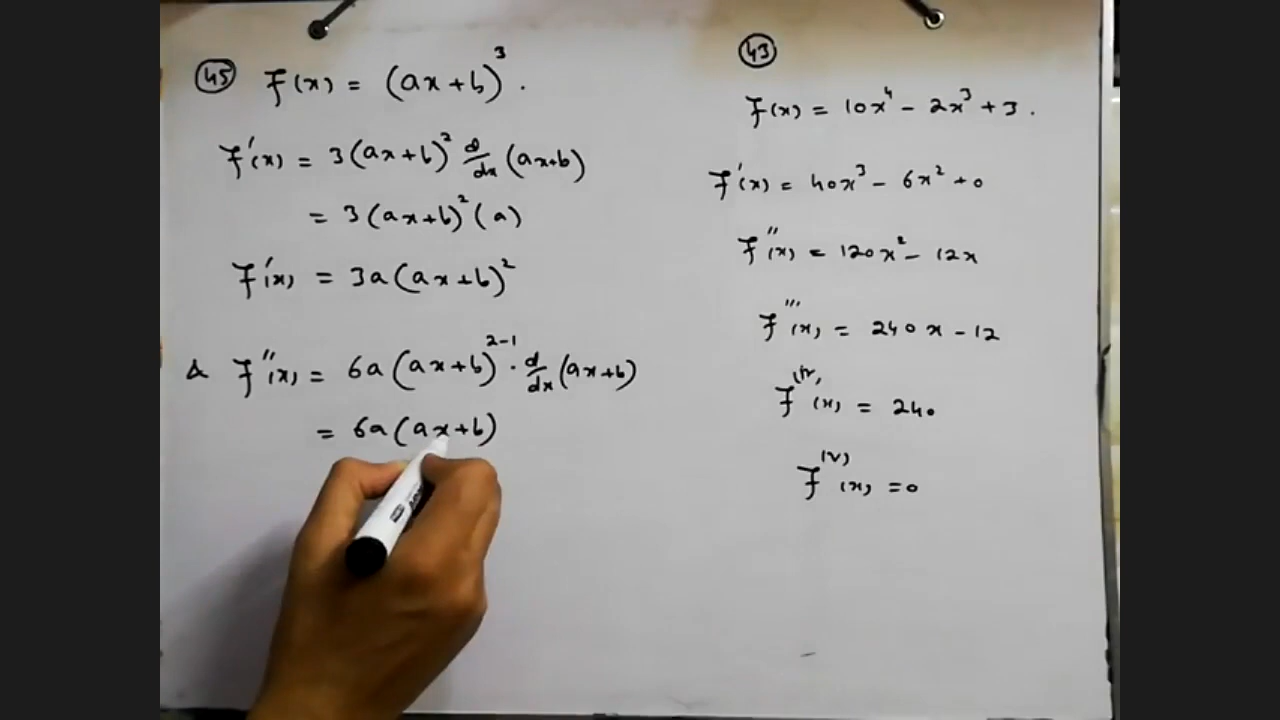 45 F(x) = (ax+b)³.
F'(x) = 3(ax+b)² d/dx (ax+b)
= 3(ax+b)² (a)
F'(x) = 3a(ax+b)²
& F''(x) = 6a(ax+b)²⁻¹ · d/dx (ax+b)
= 6a(ax+b)
43
F(x) = 10x⁴ - 2x³ + 3.
F'(x) = 40x³ - 6x² + 0
F''(x) = 120x² - 12x
F'''(x) = 240x - 12
F⁽ⁱᵛ⁾(x) = 240
F⁽ᵛ⁾(x) = 0